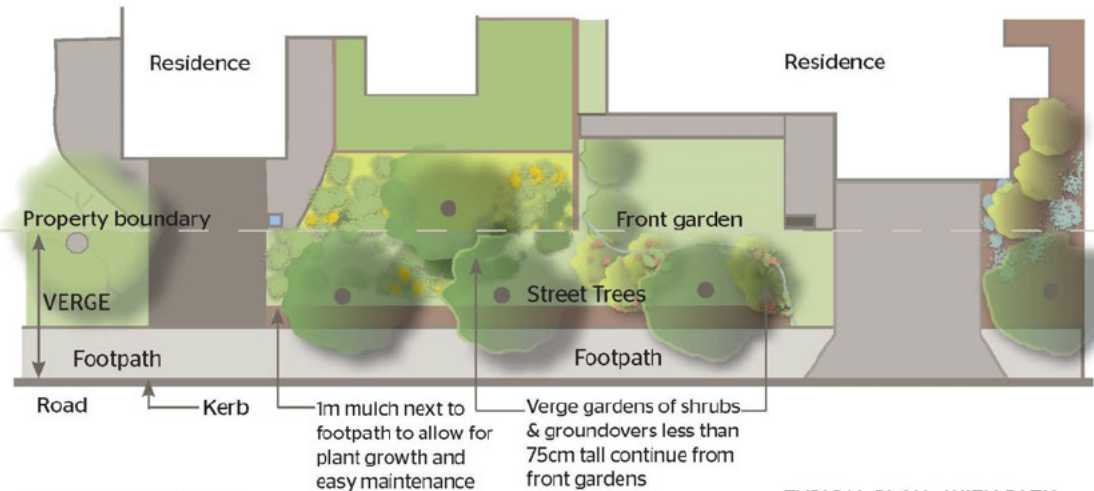 Residence
Residence
Property boundary
Front garden
VERGE
Street Trees
Footpath
Footpath
Road
Kerb
1m mulch next to
footpath to allow for
plant growth and
easy maintenance
Verge gardens of shrubs
& groundovers less than
75cm tall continue from
front gardens